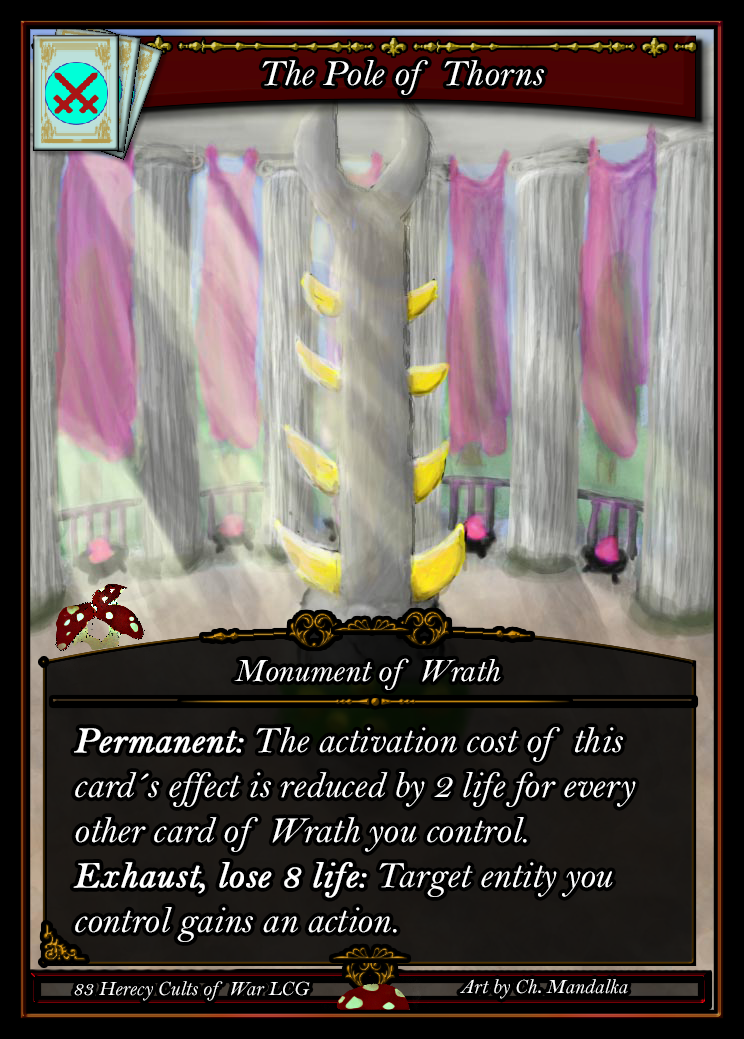 The Pole of Thorns
Monument of Wrath
Permanent: The activation cost of this
card´s effect is reduced by 2 life for every
other card of Wrath you control.
Exhaust, lose 8 life: Target entity you
control gains an action.
83 Herecy Cults of War LCG
Art by Ch. Mandalka